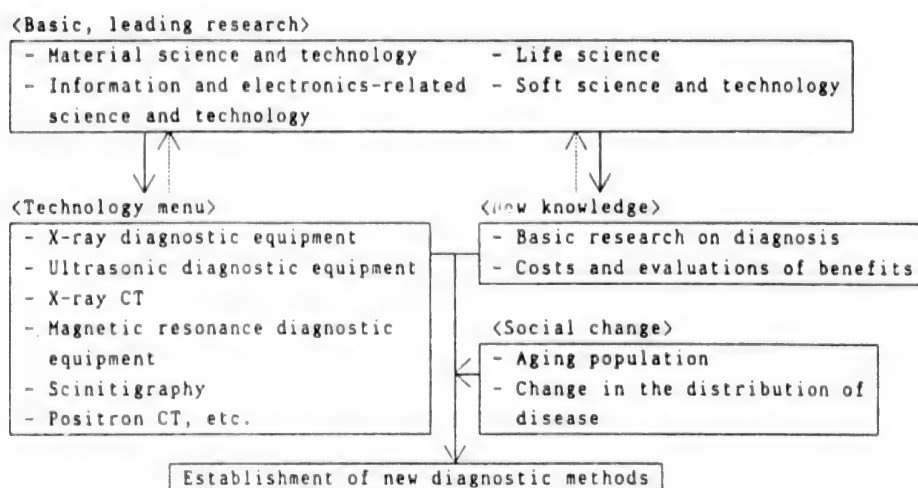 <Basic, leading research>
- Material science and technology
- Information and electronics-related science and technology
- Life science
- Soft science and technology
<Technology menu>
- X-ray diagnostic equipment
- Ultrasonic diagnostic equipment
- X-ray CT
- Magnetic resonance diagnostic
equipment
- Scinitigraphy
- Positron CT, etc.
<New knowledge>
- Basic research on diagnosis
- Costs and evaluations of benefits
<Social change>
- Aging population
- Change in the distribution of
disease
Establishment of new diagnostic methods